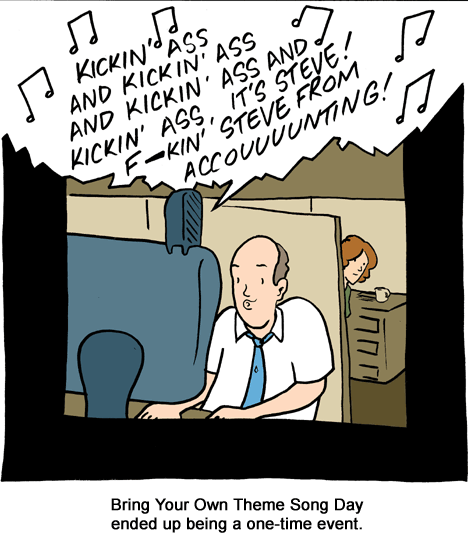 KICKIN' ASS
AND KICKIN' ASS
AND KICKIN' ASS AND
KICKIN' ASS, IT'S STEVE!
F—KIN' STEVE FROM
ACCOUUUUNTING!
Bring Your Own Theme Song Day
ended up being a one-time event.